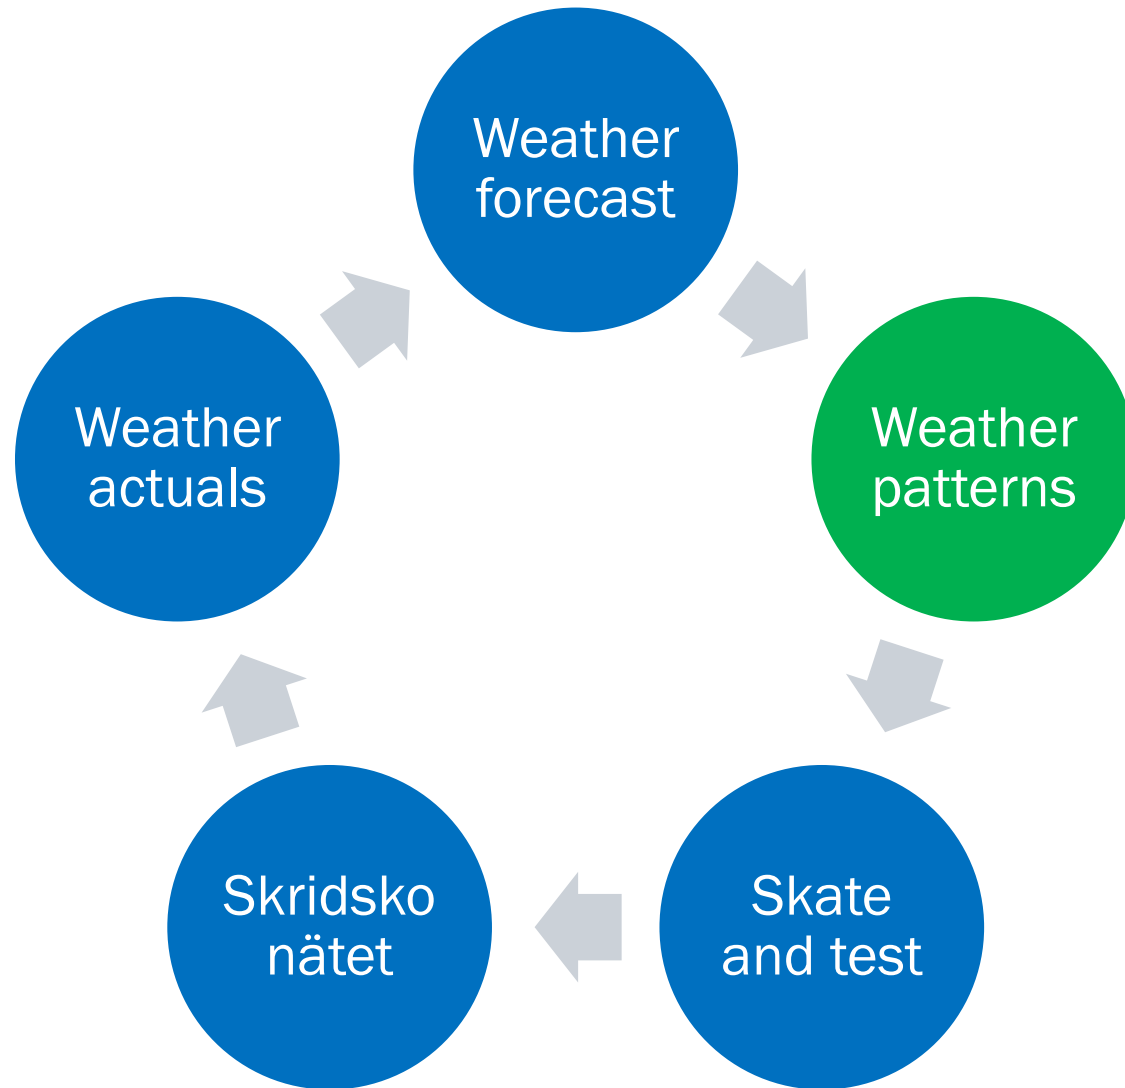 Weather
forecast
Weather
patterns
Skate
and test
Skridsko
nätet
Weather
actuals